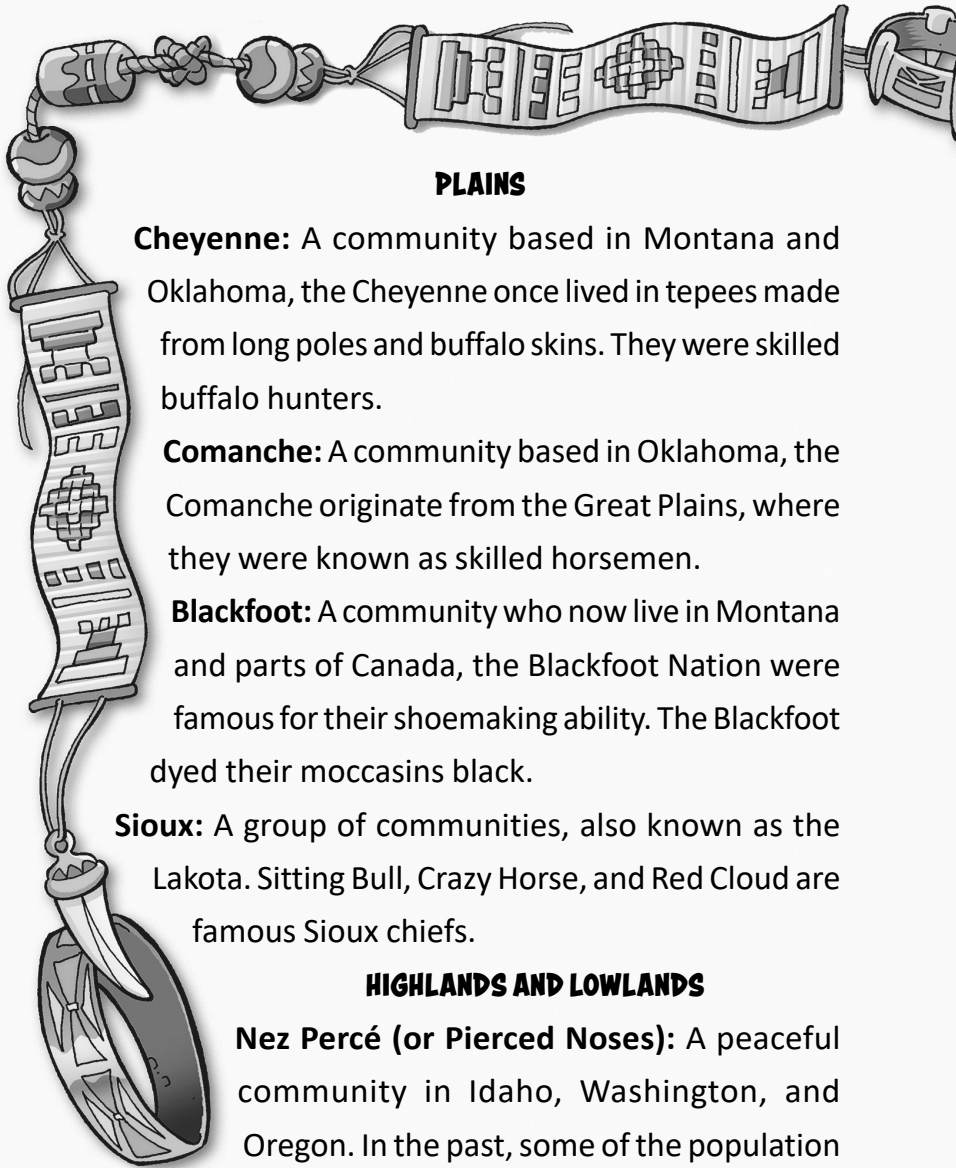 PLAINS
Cheyenne: A community based in Montana and
Oklahoma, the Cheyenne once lived in tepees made
from long poles and buffalo skins. They were skilled
buffalo hunters.
Comanche: A community based in Oklahoma, the
Comanche originate from the Great Plains, where
they were known as skilled horsemen.
Blackfoot: A community who now live in Montana
and parts of Canada, the Blackfoot Nation were
famous for their shoemaking ability. The Blackfoot
dyed their moccasins black.
Sioux: A group of communities, also known as the
Lakota. Sitting Bull, Crazy Horse, and Red Cloud are
famous Sioux chiefs.
HIGHLANDS AND LOWLANDS
Nez Percé (or Pierced Noses): A peaceful
community in Idaho, Washington, and
Oregon. In the past, some of the population